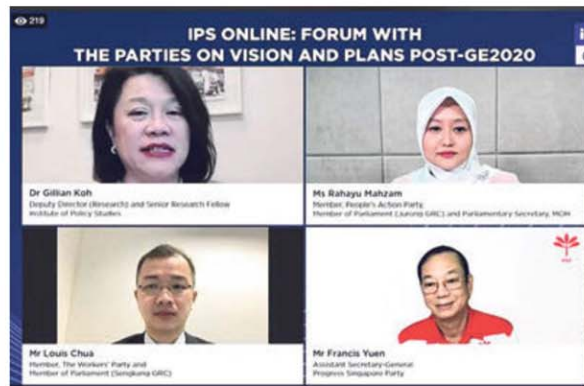 219
IPS ONLINE: FORUM WITH
THE PARTIES ON VISION AND PLANS POST-GE2020
Dr Gillian Koh
Deputy Director (Research) and Senior Research Fellow
Institute of Policy Studies
Ms Rahayu Mahzam
Member, People's Action Party,
Member of Parliament (Jurong GRC) and Parliamentary Secretary, MOH
Mr Louis Chua
Member, The Workers' Party and
Member of Parliament (Sengkang GRC)
Mr Francis Yuen
Assistant Secretary-General
Progress Singapore Party